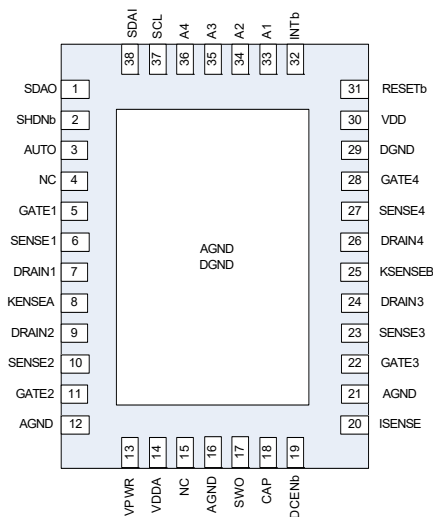 SDAI
SCL
A4
A3
A2
A1
INTb
38
37
36
35
34
33
32
SDAO 1
SHDNb 2
AUTO 3
NC 4
GATE1 5
SENSE1 6
DRAIN1 7
KENSEA 8
DRAIN2 9
SENSE2 10
GATE2 11
AGND 12
AGND
DGND
31 RESETb
30 VDD
29 DGND
28 GATE4
27 SENSE4
26 DRAIN4
25 KSENSEB
24 DRAIN3
23 SENSE3
22 GATE3
21 AGND
20 ISENSE
13
14
15
16
17
18
19
VPWR
VDDA
NC
AGND
SWO
CAP
DCENb